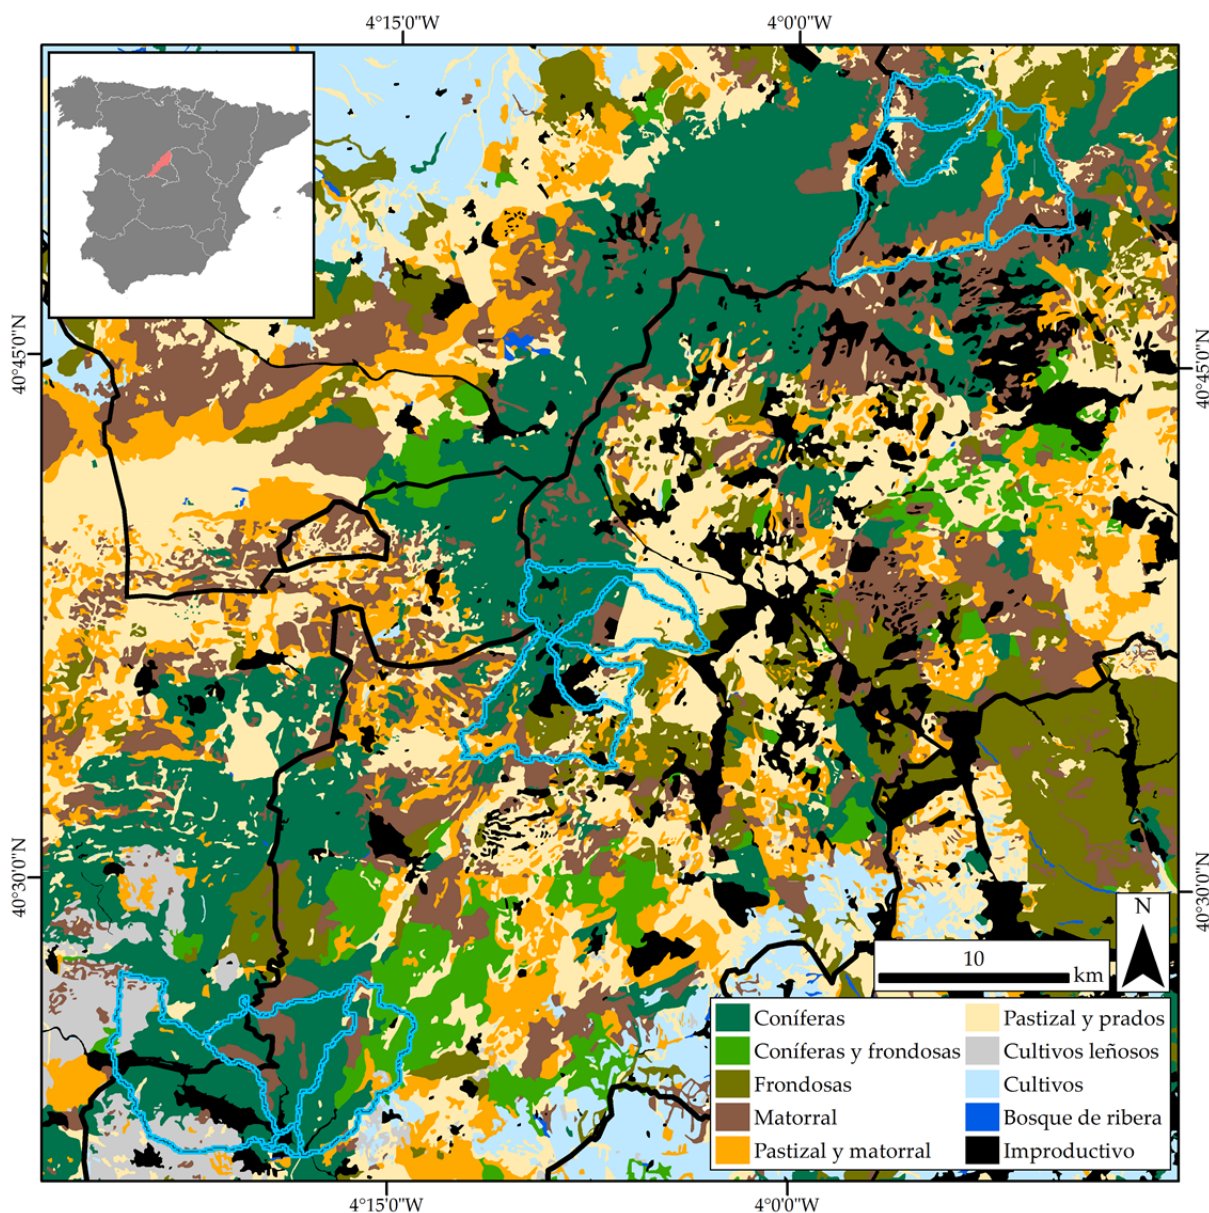 4°15'0"W
4°0'0"W
40°45'0"N
40°45'0"N
40°30'0"N
40°30'0"N
N
10
km
Coníferas
Coníferas y frondosas
Frondosas
Matorral
Pastizal y matorral
Pastizal y prados
Cultivos leñosos
Cultivos
Bosque de ribera
Improductivo
4°15'0"W
4°0'0"W